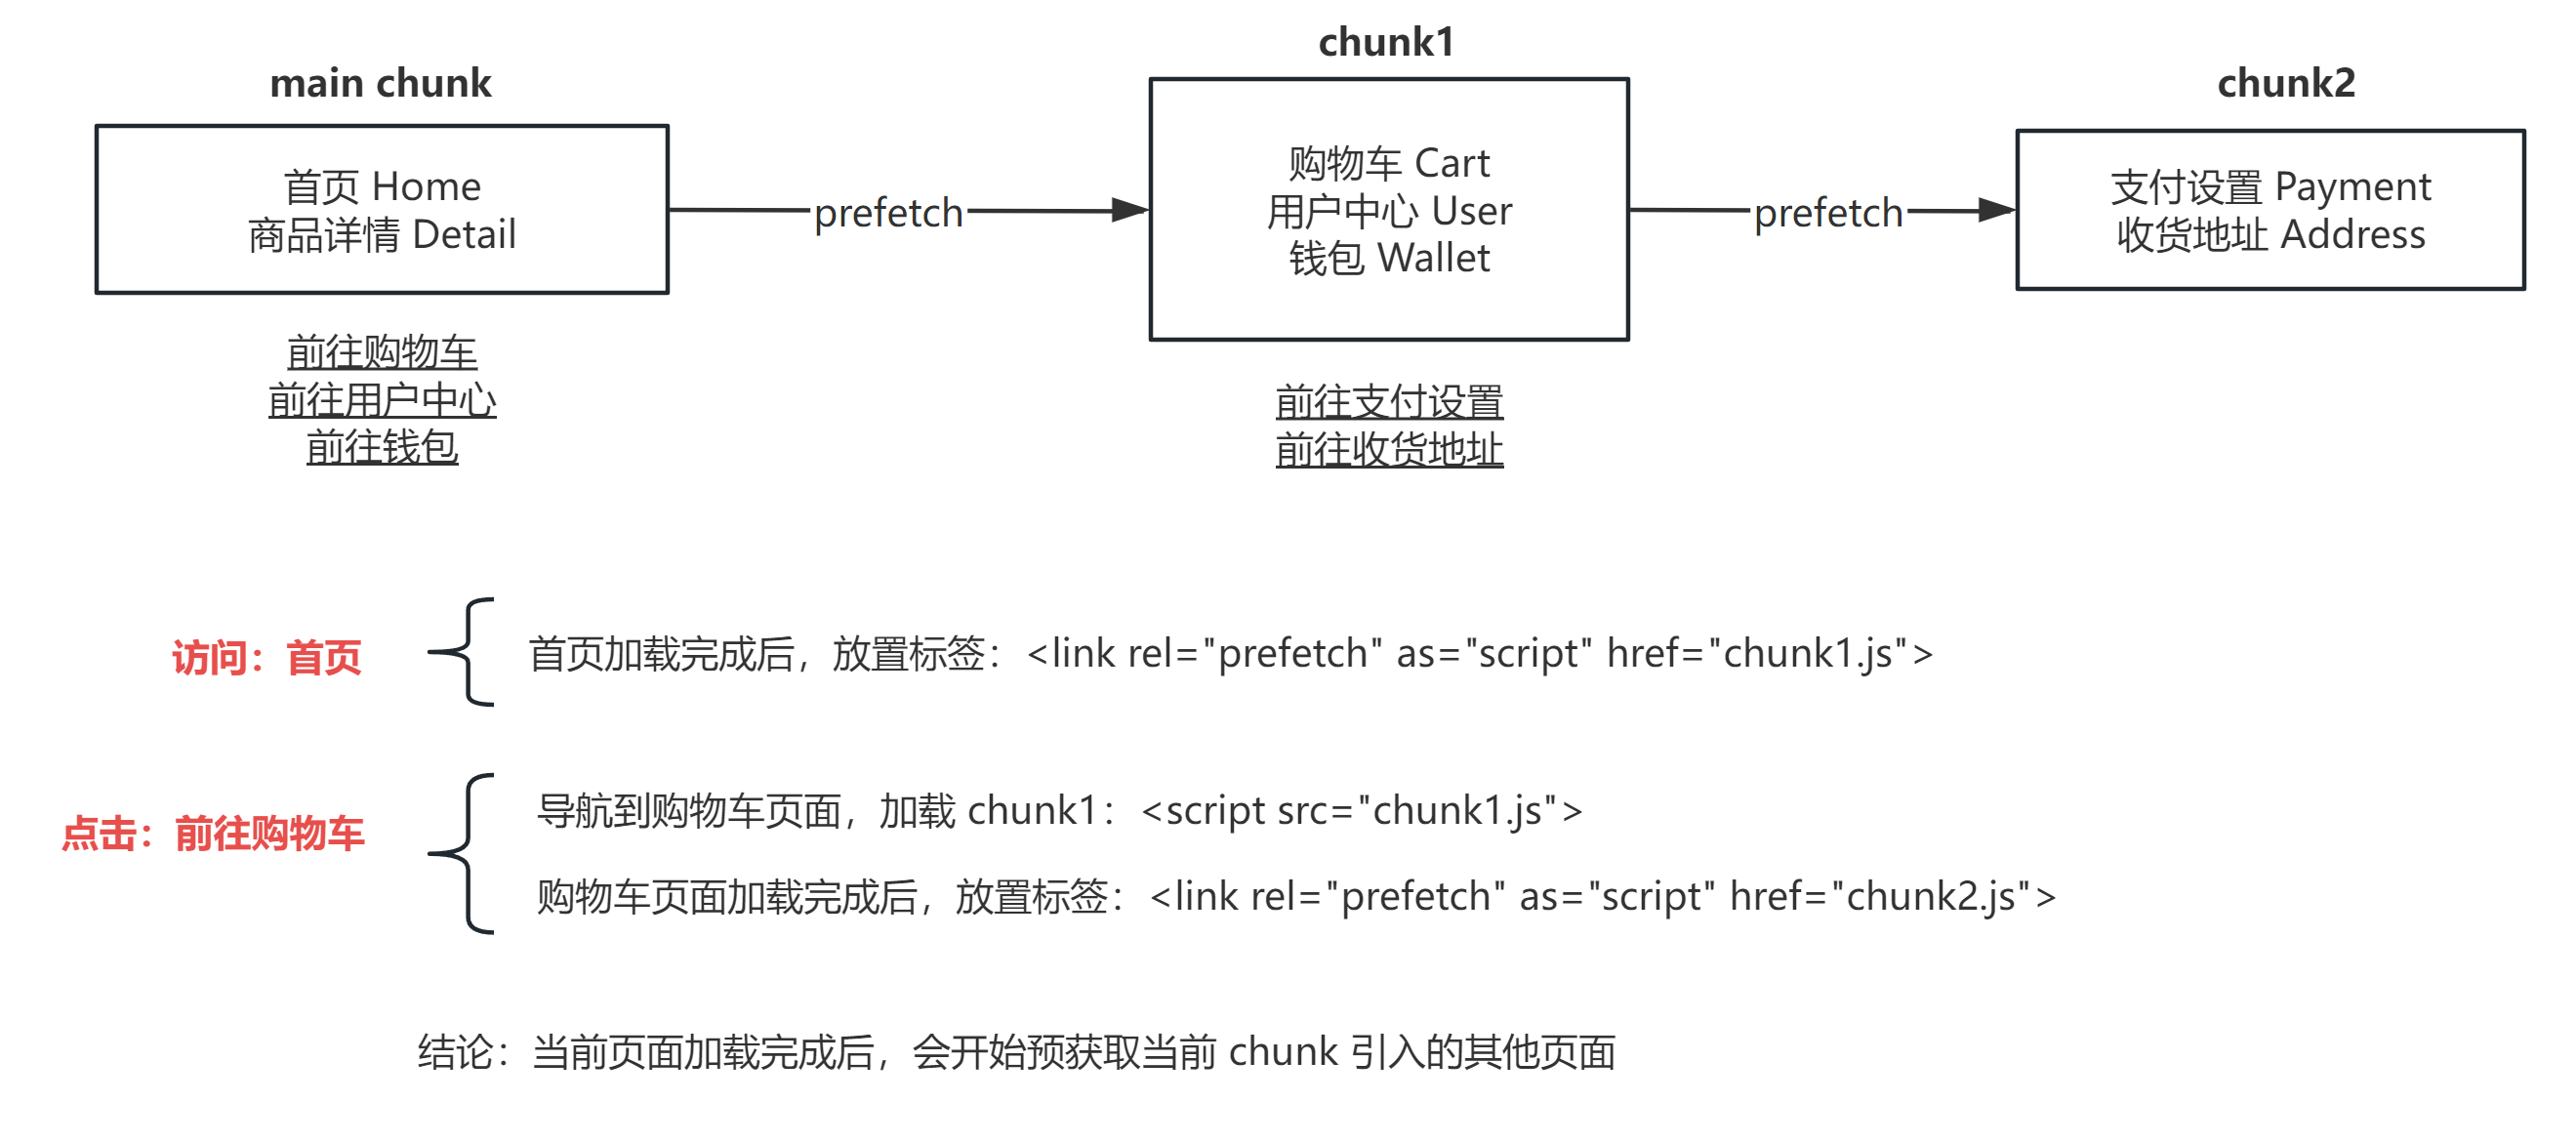 main chunk
首页 Home
商品详情 Detail
前往购物车
前往用户中心
前往钱包
prefetch
chunk1
购物车 Cart
用户中心 User
钱包 Wallet
前往支付设置
前往收货地址
prefetch
chunk2
支付设置 Payment
收货地址 Address
访问：首页
首页加载完成后，放置标签：<link rel="prefetch" as="script" href="chunk1.js">
点击：前往购物车
导航到购物车页面，加载 chunk1：<script src="chunk1.js">
购物车页面加载完成后，放置标签：<link rel="prefetch" as="script" href="chunk2.js">
结论：当前页面加载完成后，会开始预获取当前 chunk 引入的其他页面